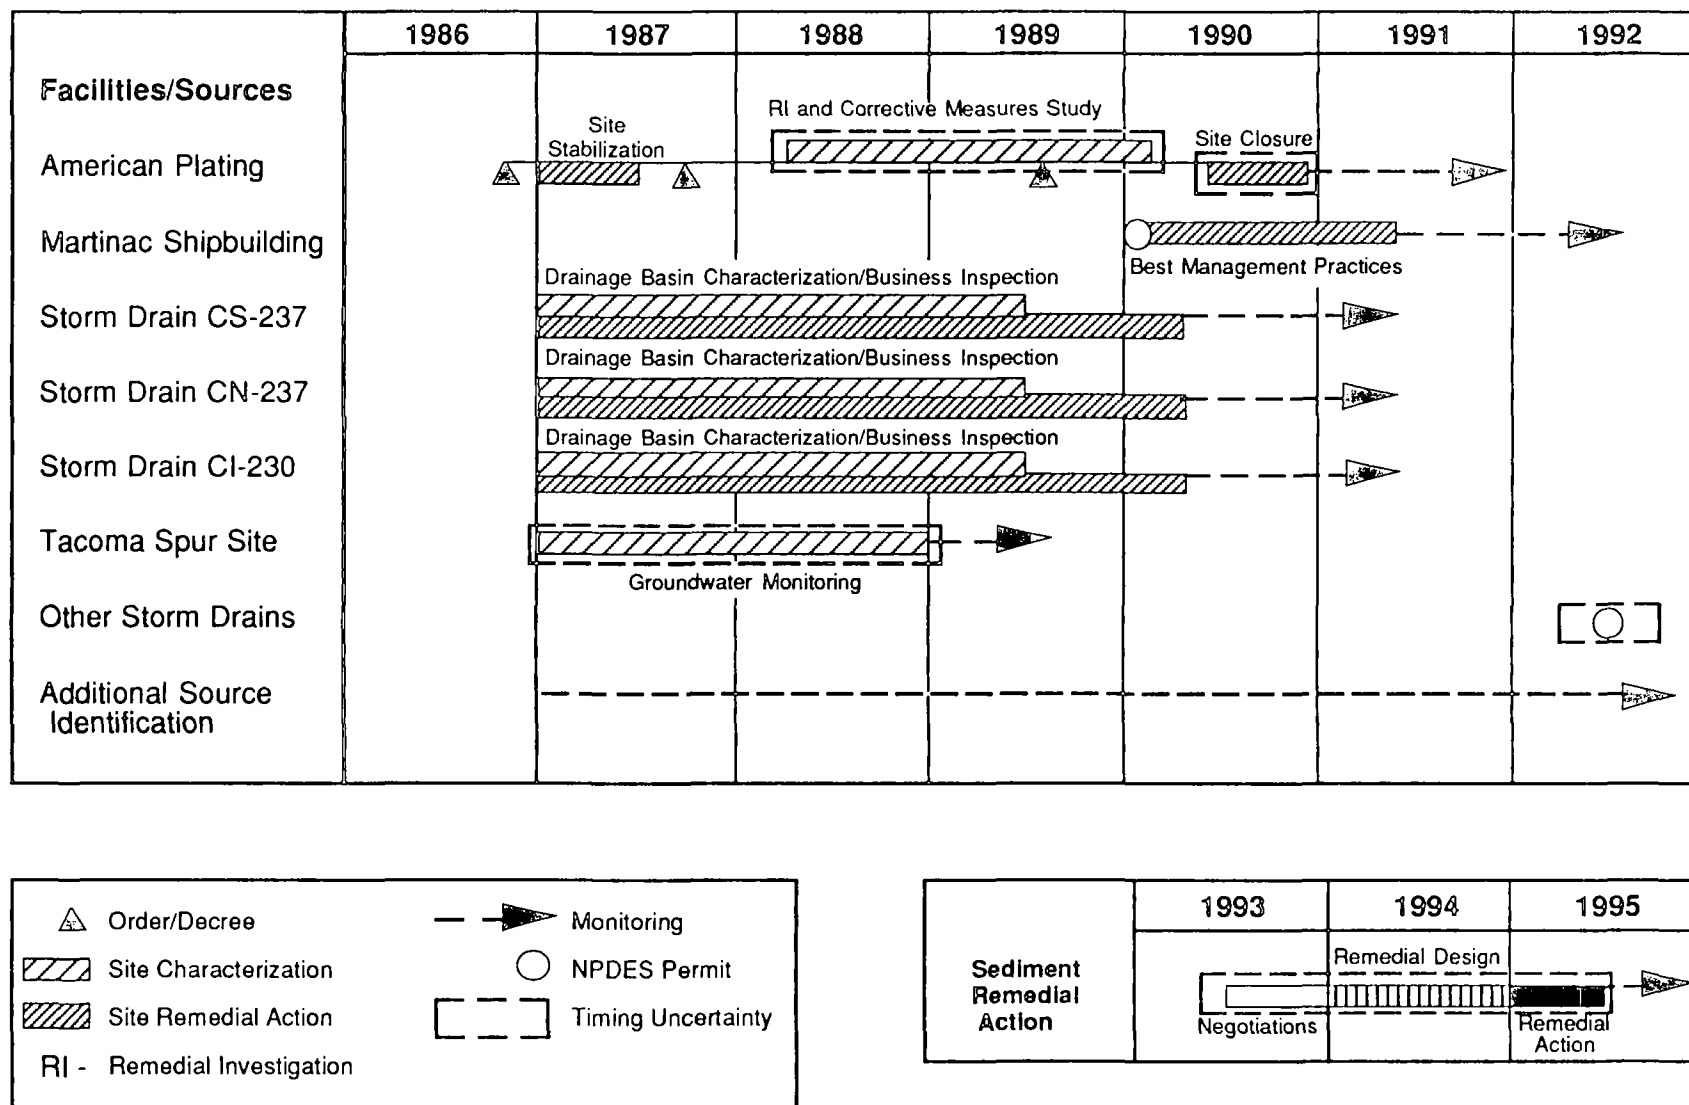 1986 1987 1988 1989 1990 1991 1992
Facilities/Sources
RI and Corrective Measures Study
Site
Stabilization
Site Closure
American Plating
Martinac Shipbuilding
Best Management Practices
Drainage Basin Characterization/Business Inspection
Storm Drain CS-237
Drainage Basin Characterization/Business Inspection
Storm Drain CN-237
Drainage Basin Characterization/Business Inspection
Storm Drain CI-230
Tacoma Spur Site
Groundwater Monitoring
Other Storm Drains
Additional Source
Identification
Order/Decree
Monitoring
Site Characterization
NPDES Permit
Site Remedial Action
Timing Uncertainty
RI - Remedial Investigation
1993 1994 1995
Sediment
Remedial
Action
Remedial Design
Negotiations
Remedial
Action